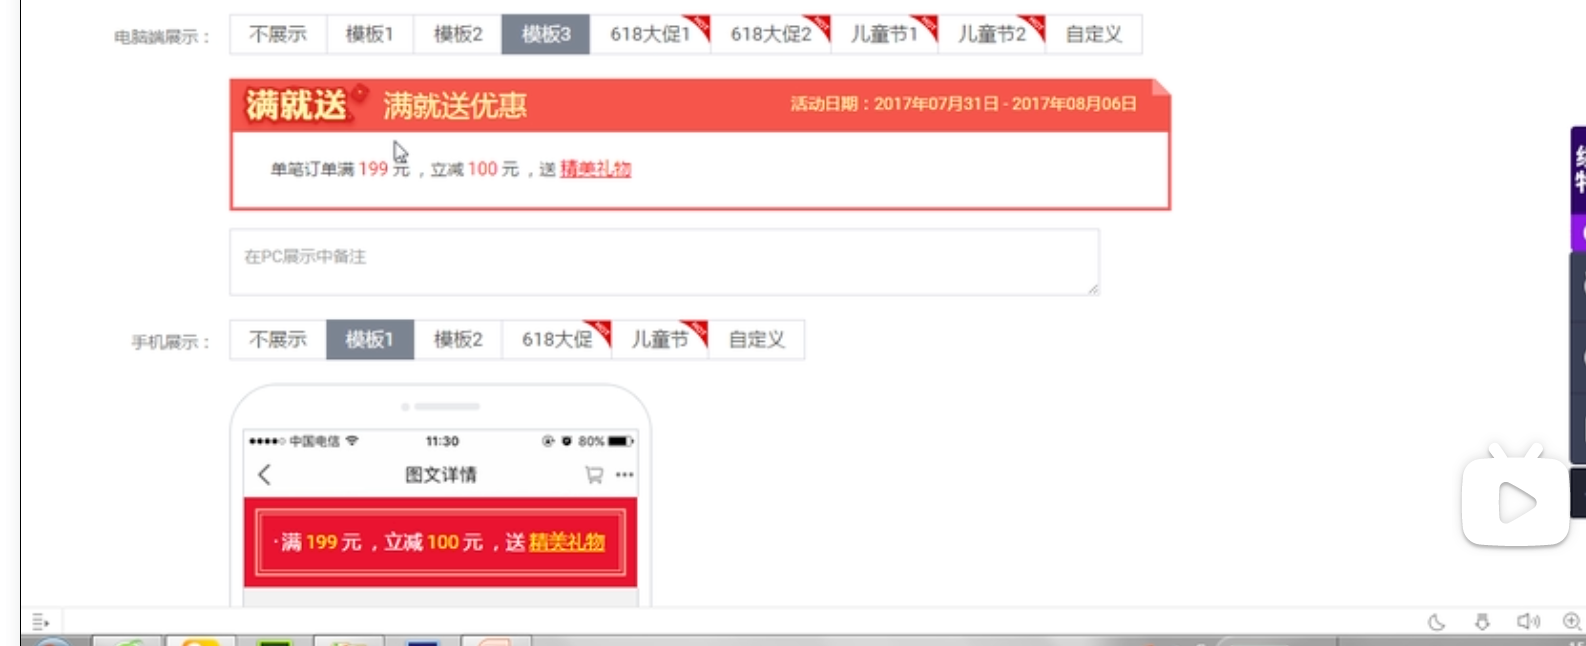 电脑端展示： 不展示 模板1 模板2 模板3 618大促1 HOT 618大促2 HOT 儿童节1 HOT 儿童节2 HOT 自定义
满就送 满就送优惠 活动日期：2017年07月31日 - 2017年08月06日
单笔订单满 199 元 ，立减 100 元 ，送 精美礼物
在PC展示中备注
手机展示： 不展示 模板1 模板2 618大促 HOT 儿童节 HOT 自定义
中国电信 11:30 80%
图文详情
·满 199 元 ，立减 100 元 ，送 精美礼物